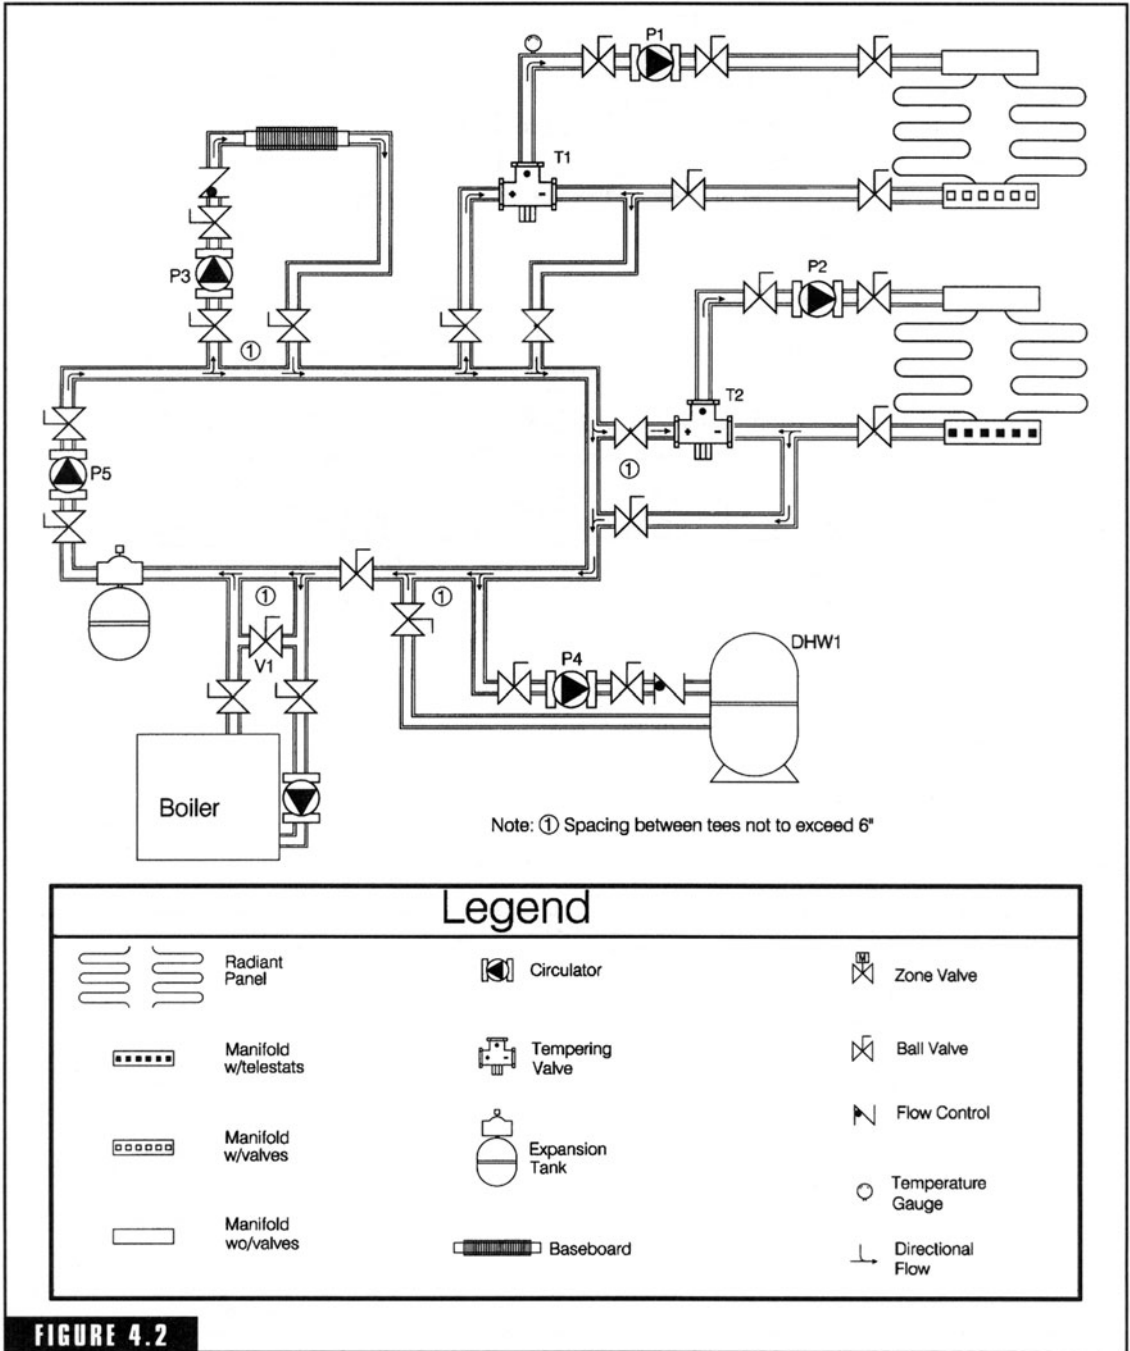 P1
T1
P3
P2
①
T2
P5
①
①
①
V1
P4
DHW1
Boiler
Note: ① Spacing between tees not to exceed 6"
Legend
Radiant
Panel
Circulator
M
Zone Valve
Manifold
w/telestats
Tempering
Valve
Ball Valve
Manifold
w/valves
Expansion
Tank
Flow Control
Temperature
Gauge
Manifold
wo/valves
Baseboard
Directional
Flow
FIGURE 4.2